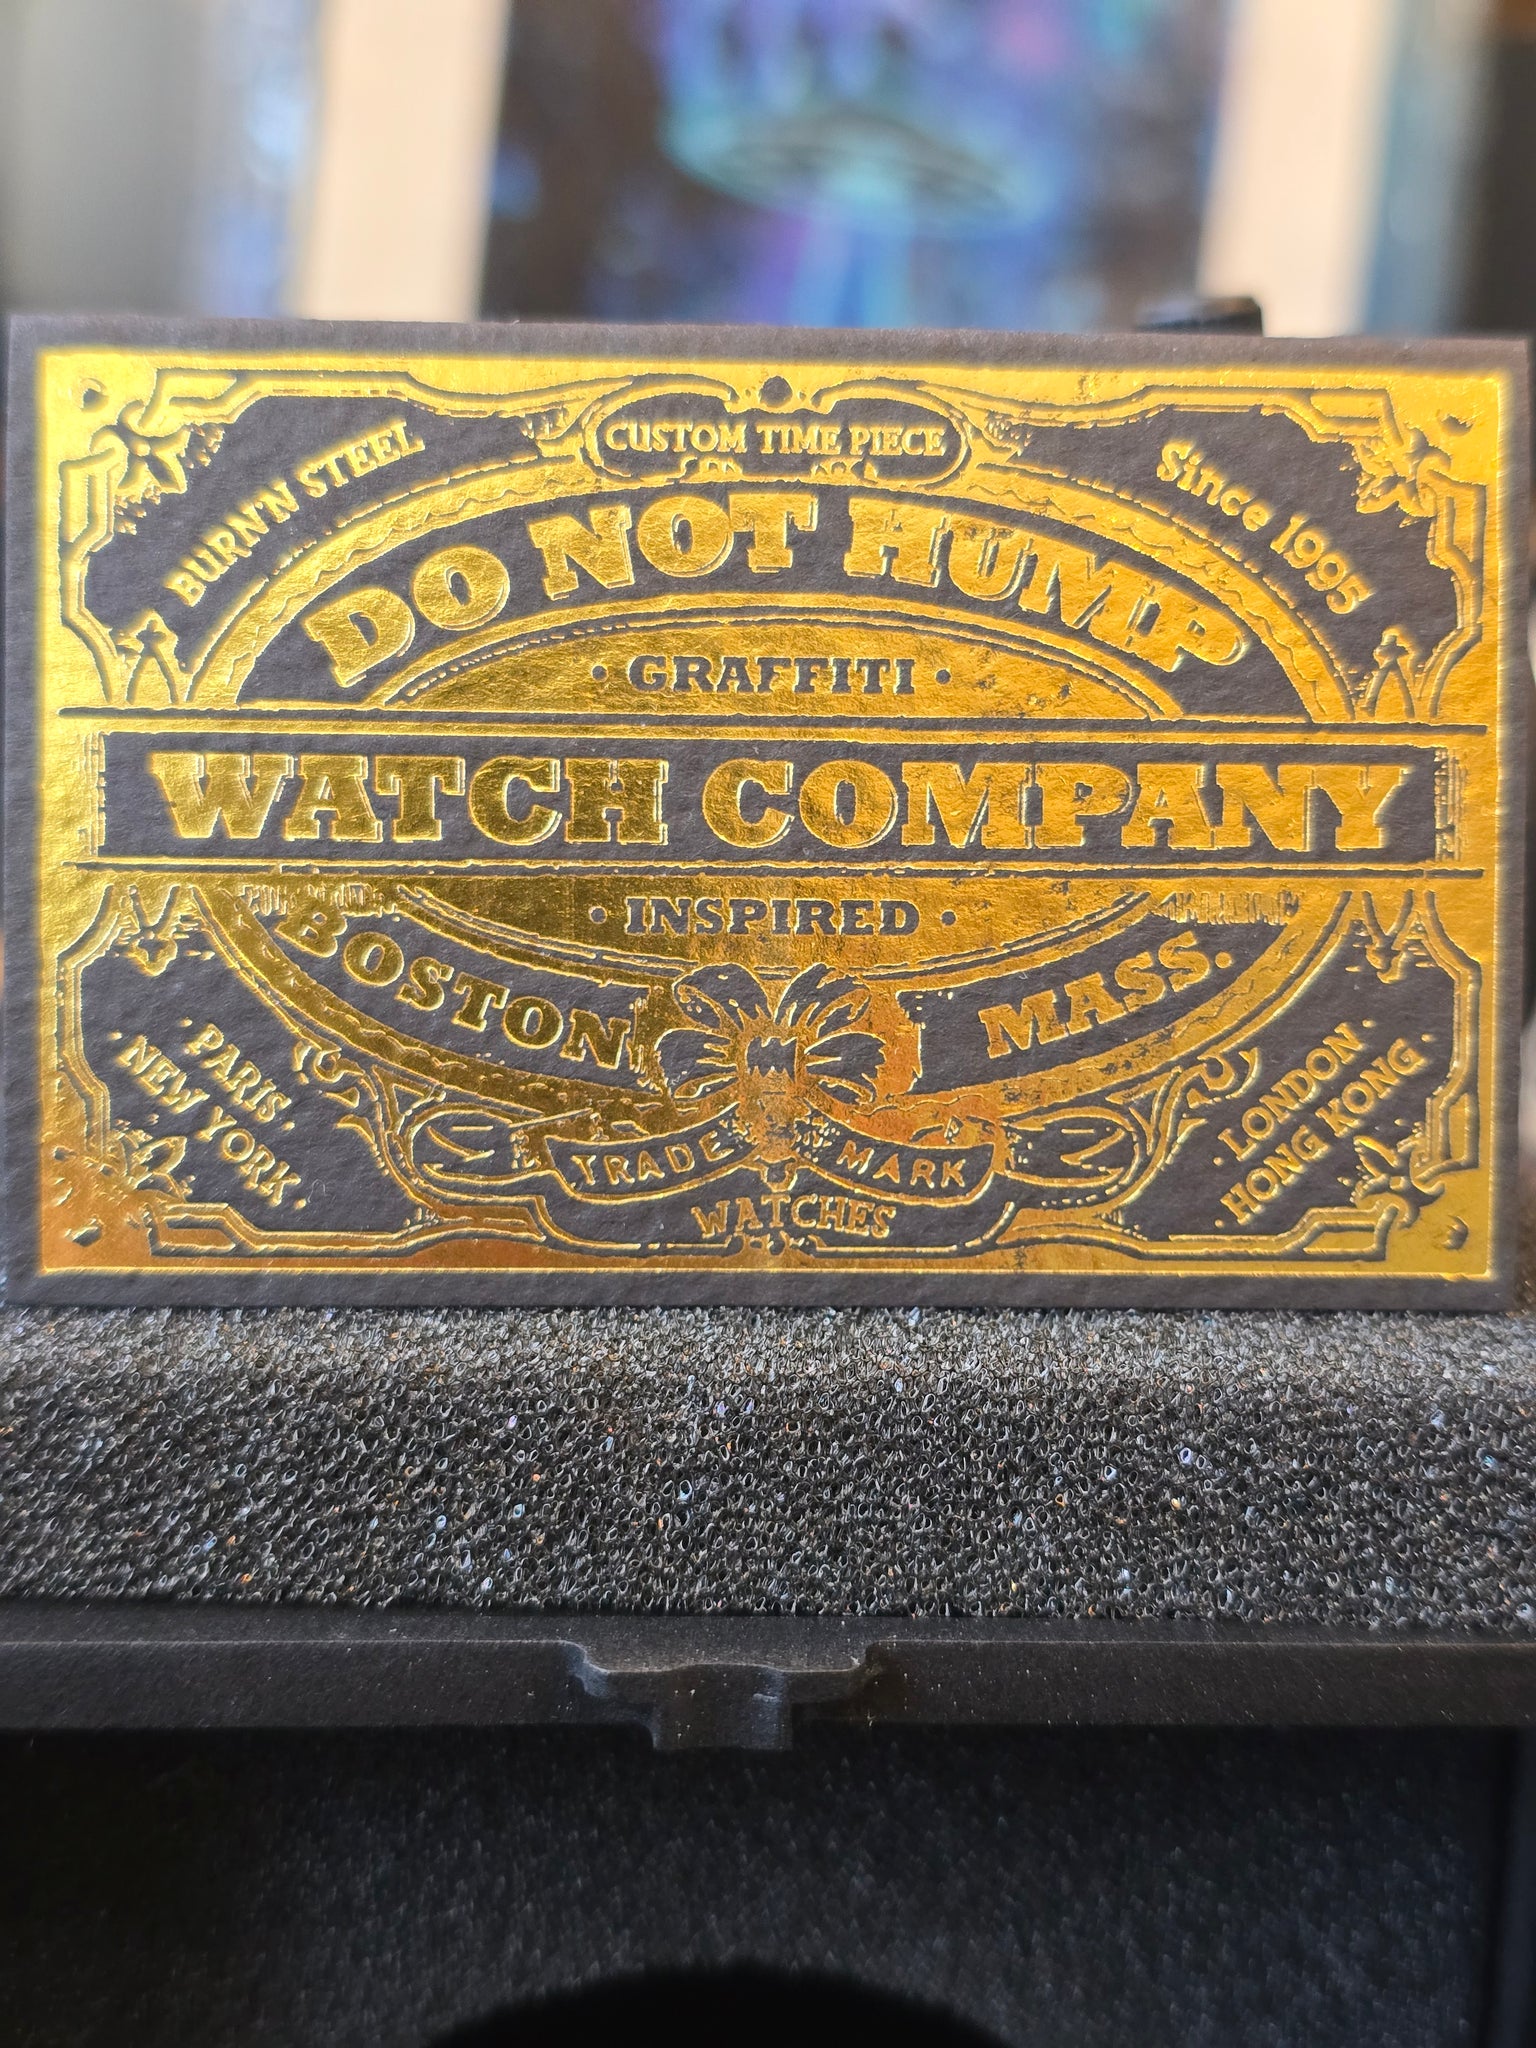 CUSTOM TIME PIECE
BURN'N STEEL
Since 1995
DO NOT HUMP
• GRAFFITI •
WATCH COMPANY
• INSPIRED •
BOSTON MASS.
• PARIS •
• NEW YORK •
• LONDON •
• HONG KONG •
TRADE MARK
WATCHES